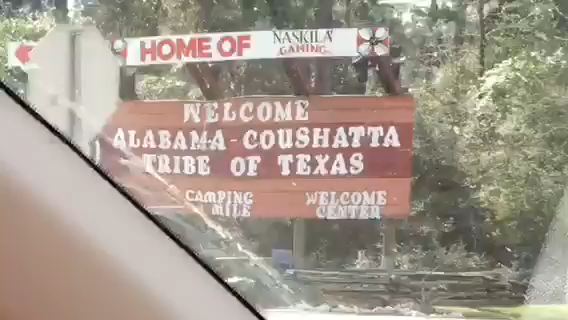 HOME OF NASKILA
GAMING
WELCOME
ALABAMA-COUSHATTA
TRIBE OF TEXAS
CAMPING WELCOME
MILE CENTER